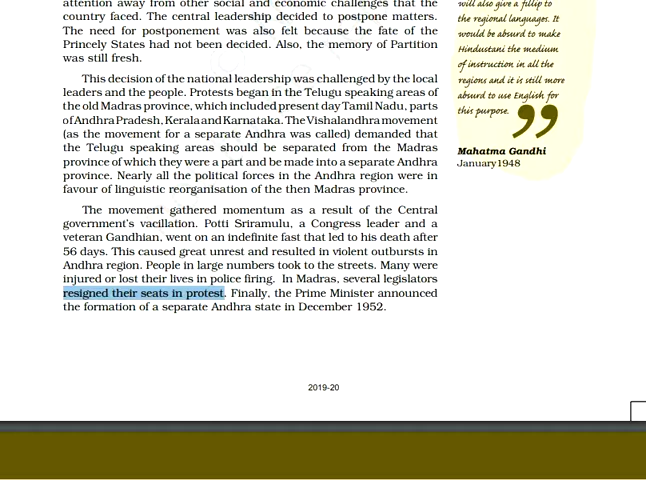 attention away from other social and economic challenges that the
country faced. The central leadership decided to postpone matters.
The need for postponement was also felt because the fate of the
Princely States had not been decided. Also, the memory of Partition
was still fresh.
This decision of the national leadership was challenged by the local
leaders and the people. Protests began in the Telugu speaking areas of
the old Madras province, which included present day Tamil Nadu, parts
of Andhra Pradesh, Kerala and Karnataka. The Vishalandhra movement
(as the movement for a separate Andhra was called) demanded that
the Telugu speaking areas should be separated from the Madras
province of which they were a part and be made into a separate Andhra
province. Nearly all the political forces in the Andhra region were in
favour of linguistic reorganisation of the then Madras province.
The movement gathered momentum as a result of the Central
government's vacillation. Potti Sriramulu, a Congress leader and a
veteran Gandhian, went on an indefinite fast that led to his death after
56 days. This caused great unrest and resulted in violent outbursts in
Andhra region. People in large numbers took to the streets. Many were
injured or lost their lives in police firing. In Madras, several legislators
resigned their seats in protest. Finally, the Prime Minister announced
the formation of a separate Andhra state in December 1952.
will also give a fillip to
the regional languages. It
would be absurd to make
Hindustani the medium
of instruction in all the
regions and it is still more
absurd to use English for
this purpose. ”
Mahatma Gandhi
January1948
2019-20